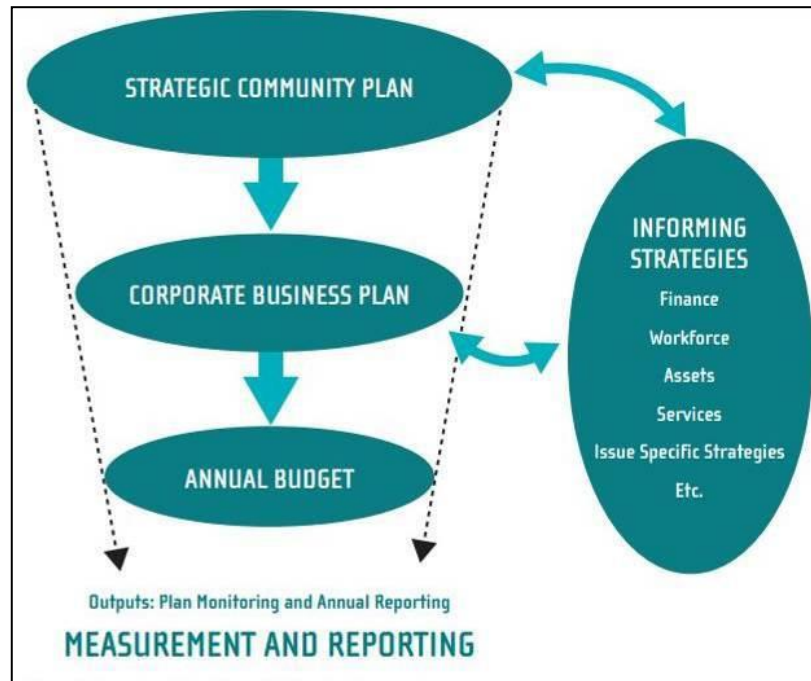 STRATEGIC COMMUNITY PLAN
CORPORATE BUSINESS PLAN
ANNUAL BUDGET
INFORMING
STRATEGIES
Finance
Workforce
Assets
Services
Issue Specific Strategies
Etc.
Outputs: Plan Monitoring and Annual Reporting
MEASUREMENT AND REPORTING